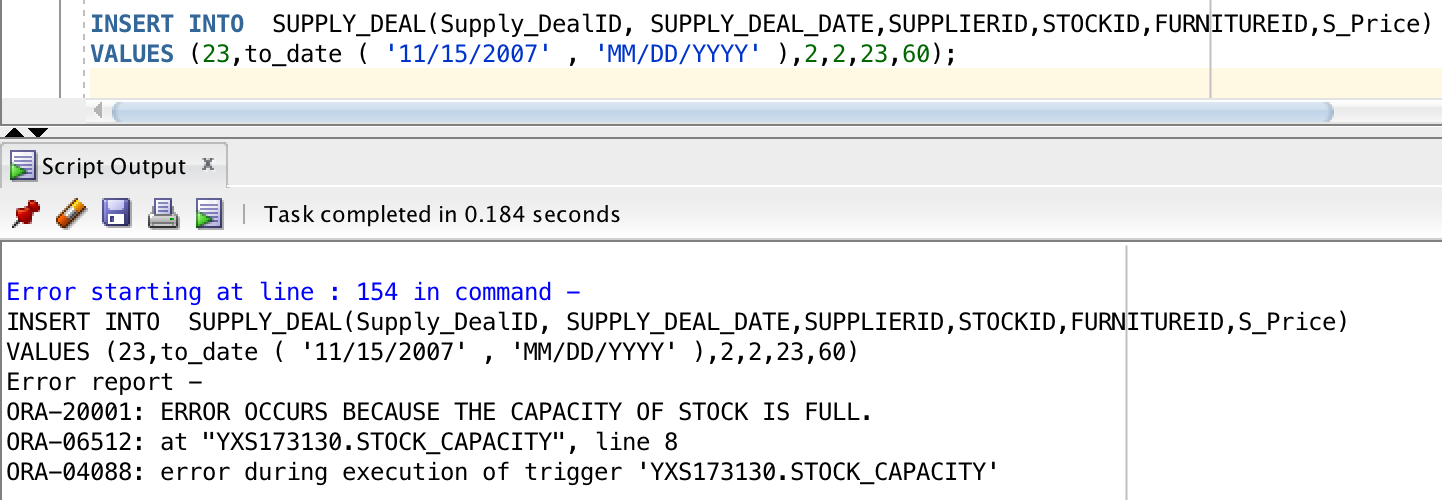 INSERT INTO  SUPPLY_DEAL(Supply_DealID, SUPPLY_DEAL_DATE,SUPPLIERID,STOCKID,FURNITUREID,S_Price)
VALUES (23,to_date ( '11/15/2007' , 'MM/DD/YYYY' ),2,2,23,60);
Script Output x
Task completed in 0.184 seconds
Error starting at line : 154 in command -
INSERT INTO  SUPPLY_DEAL(Supply_DealID, SUPPLY_DEAL_DATE,SUPPLIERID,STOCKID,FURNITUREID,S_Price)
VALUES (23,to_date ( '11/15/2007' , 'MM/DD/YYYY' ),2,2,23,60)
Error report -
ORA-20001: ERROR OCCURS BECAUSE THE CAPACITY OF STOCK IS FULL.
ORA-06512: at "YXS173130.STOCK_CAPACITY", line 8
ORA-04088: error during execution of trigger 'YXS173130.STOCK_CAPACITY'